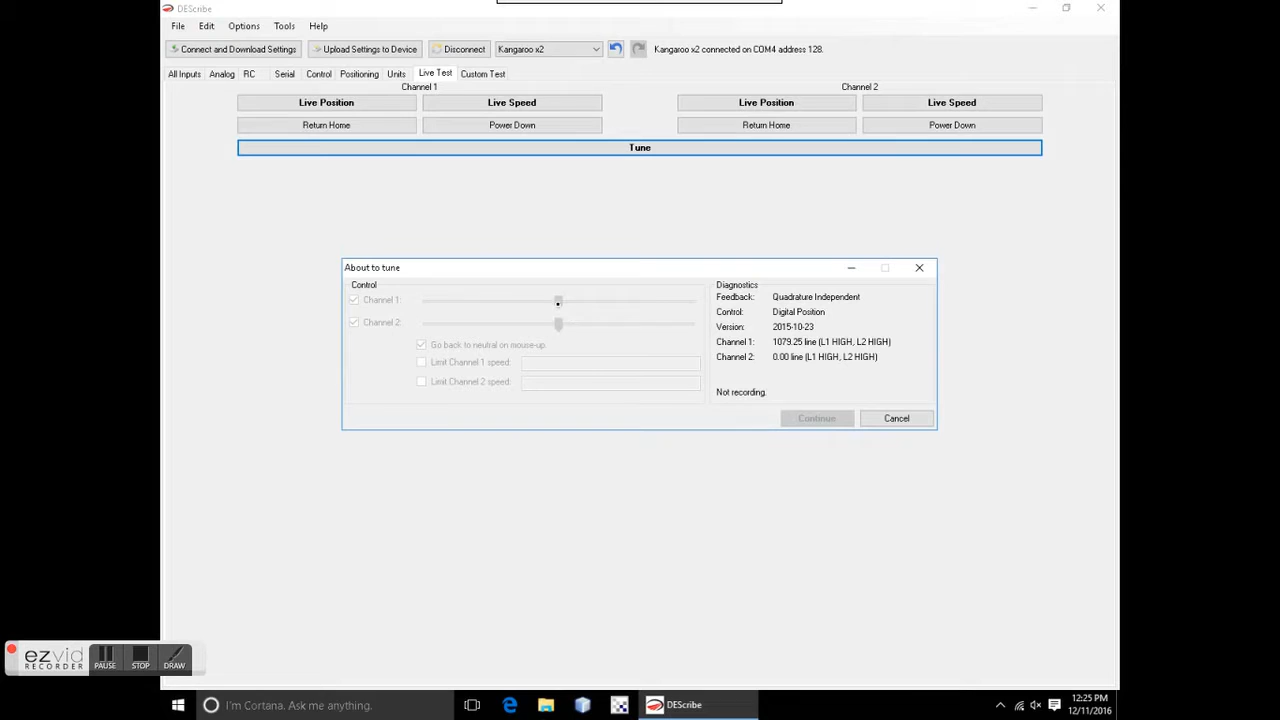 DEScribe
File Edit Options Tools Help
Connect and Download Settings Upload Settings to Device Disconnect Kangaroo x2 Kangaroo x2 connected on COM4 address 128.
All Inputs Analog RC Serial Control Positioning Units Live Test Custom Test
Channel 1 Channel 2
Live Position Live Speed Live Position Live Speed
Return Home Power Down Return Home Power Down
Tune
About to tune
Control Diagnostics
Channel 1: Feedback: Quadrature Independent
Control: Digital Position
Channel 2: Version: 2015-10-23
Go back to neutral on mouse-up. Channel 1: 1079.25 line (L1 HIGH, L2 HIGH)
Limit Channel 1 speed: Channel 2: 0.00 line (L1 HIGH, L2 HIGH)
Limit Channel 2 speed:
Not recording.
Continue Cancel
ezvid
RECORDER PAUSE STOP DRAW
I'm Cortana. Ask me anything. DEScribe 12:25 PM
12/11/2016